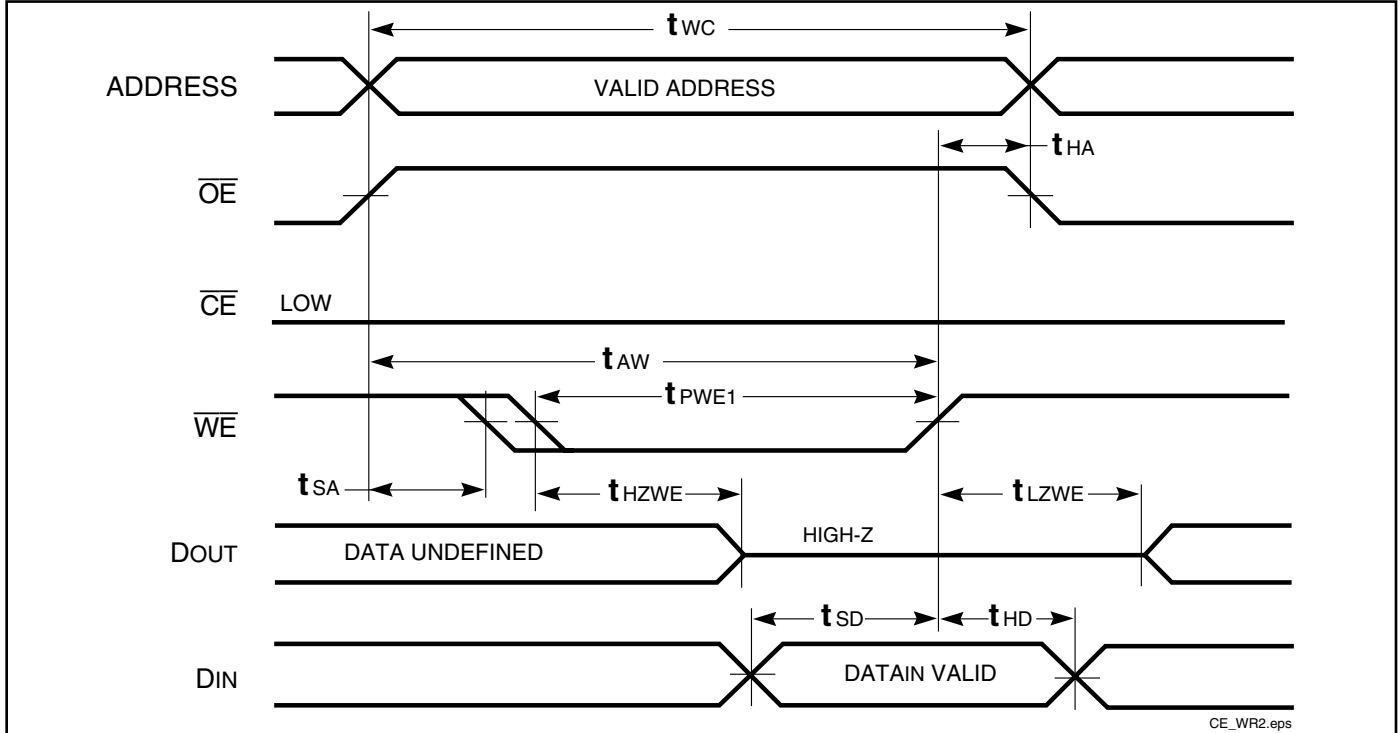 tWC
ADDRESS VALID ADDRESS
tHA
OE
CE LOW
tAW
tPWE1
WE
tSA tHZWE tLZWE
DOUT DATA UNDEFINED HIGH-Z
tSD tHD
DIN DATAIN VALID
CE_WR2.eps